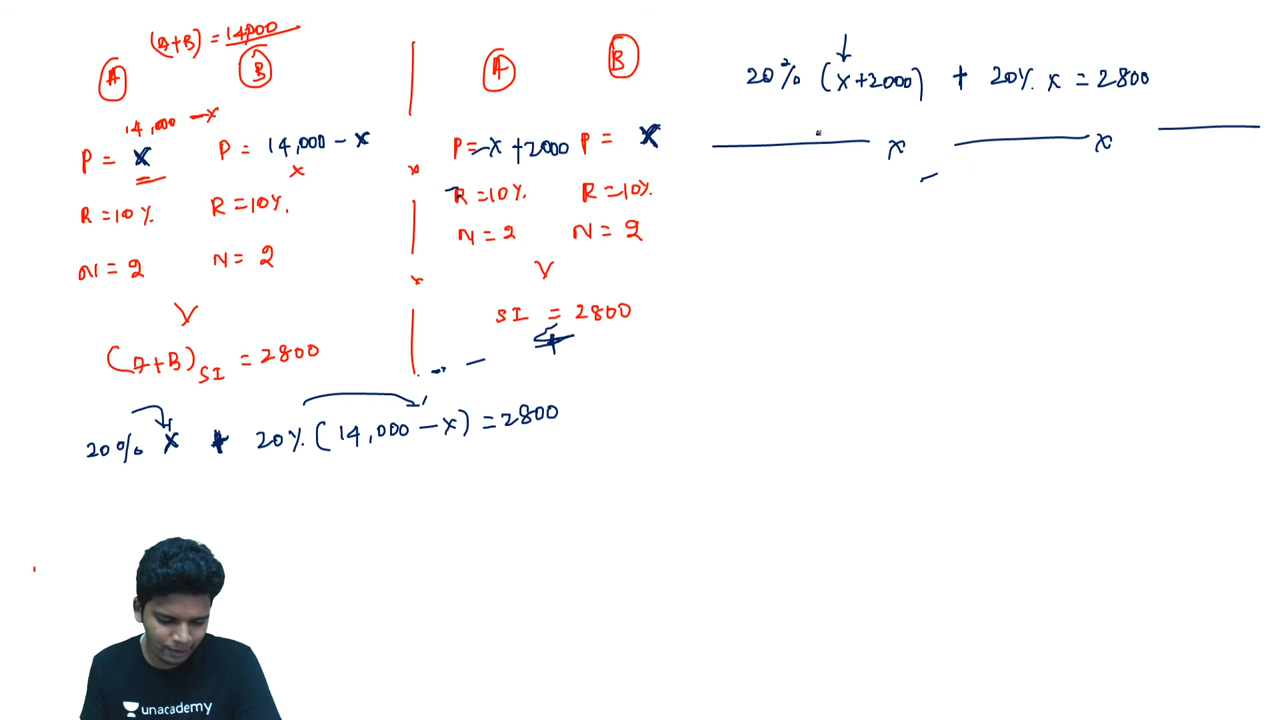 (A+B) = 14000
A B
14,000 - x
P = x P = 14,000 - x
x
R = 10% R = 10%
N = 2 N = 2
(A+B)SI = 2800
20% x + 20% (14,000 - x) = 2800
A B
P = x + 2000 P = x
R = 10% R = 10%
N = 2 N = 2
SI = 2800
20% (x + 2000) + 20% x = 2800
x x
unacademy